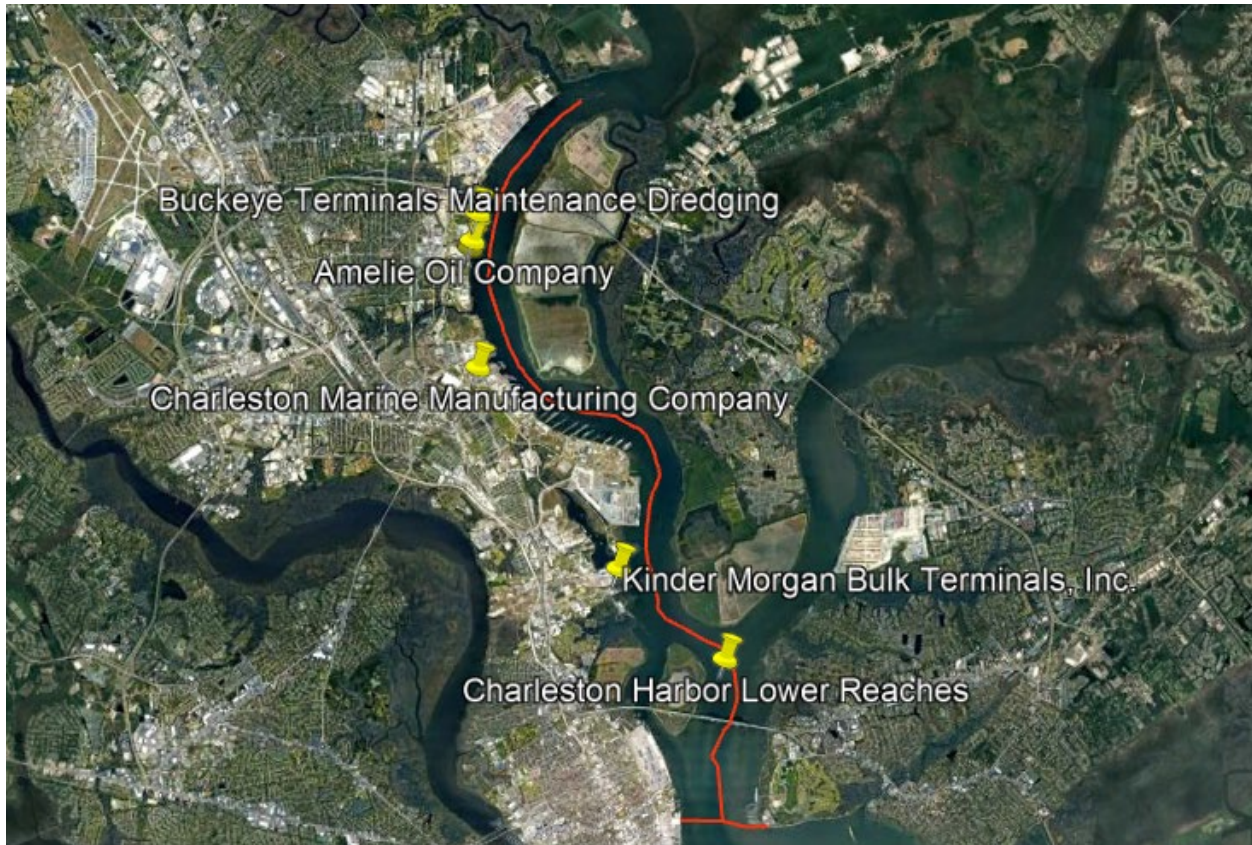 Buckeye Terminals Maintenance Dredging
Amelie Oil Company
Charleston Marine Manufacturing Company
Kinder Morgan Bulk Terminals, Inc.
Charleston Harbor Lower Reaches